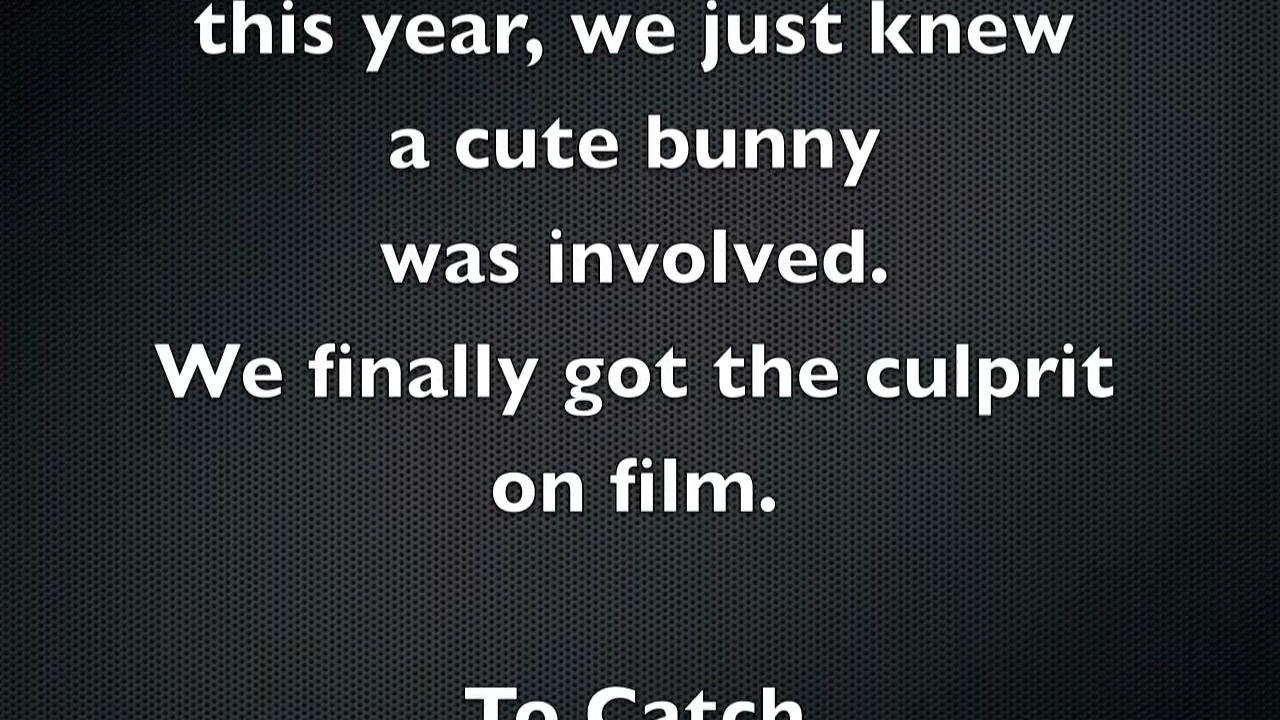 this year, we just knew
a cute bunny
was involved.
We finally got the culprit
on film.
To Catch